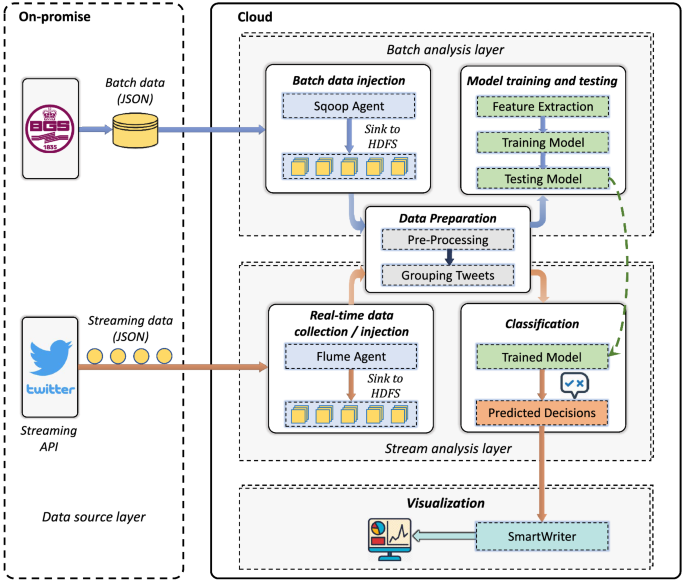 On-promise
Cloud
Batch analysis layer
Batch data
(JSON)
BGS
1835
Batch data injection
Sqoop Agent
Sink to
HDFS
Model training and testing
Feature Extraction
Training Model
Testing Model
Data Preparation
Pre-Processing
Grouping Tweets
Streaming data
(JSON)
twitter
Streaming
API
Real-time data
collection / injection
Flume Agent
Sink to
HDFS
Classification
Trained Model
Predicted Decisions
Stream analysis layer
Data source layer
Visualization
SmartWriter